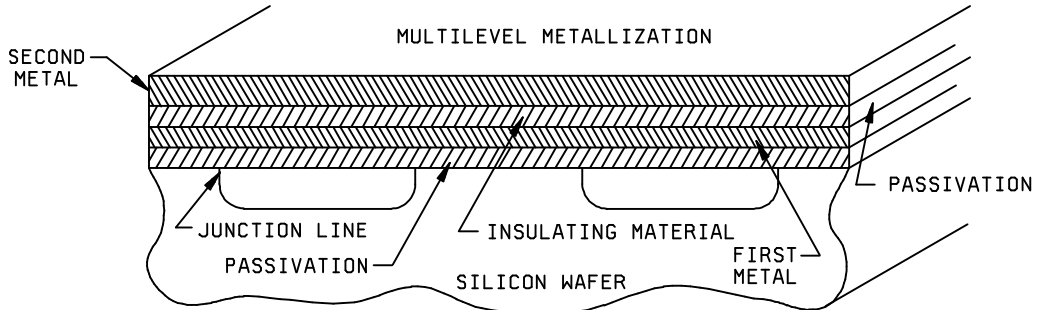 MULTILEVEL METALLIZATION
SECOND
METAL
PASSIVATION
JUNCTION LINE
INSULATING MATERIAL
FIRST
METAL
PASSIVATION
SILICON WAFER